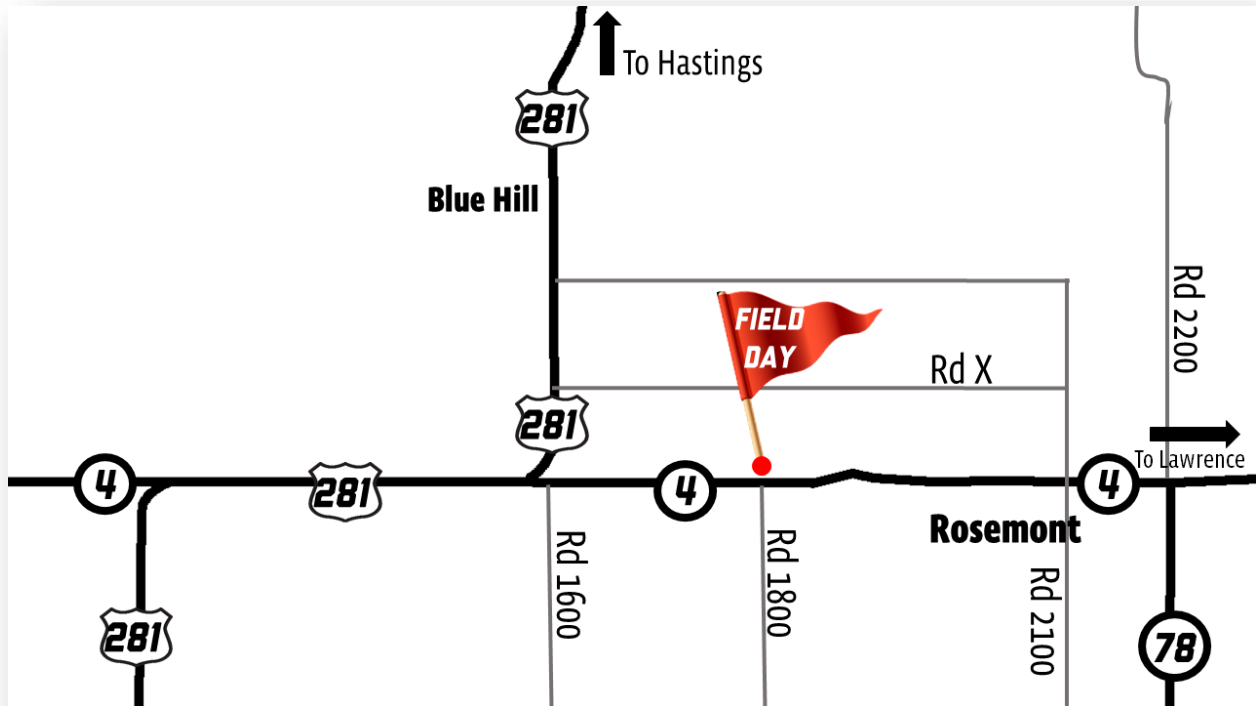 To Hastings
281
Blue Hill
Rd 2200
FIELD
DAY
Rd X
281
To Lawrence
4
281
4
4
Rosemont
Rd 1600
Rd 1800
Rd 2100
281
78